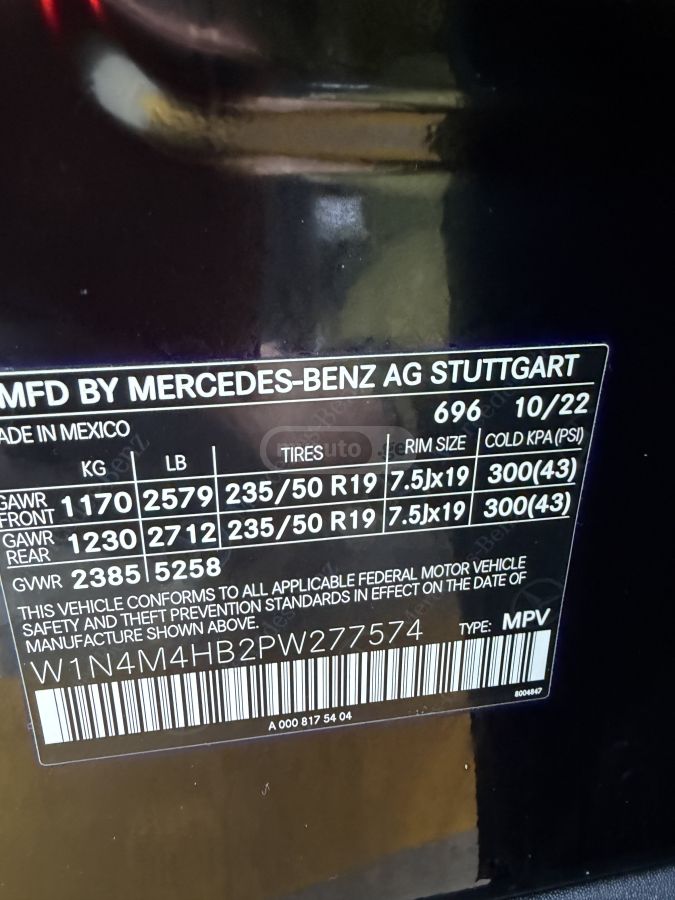 MFD BY MERCEDES-BENZ AG STUTTGART
ADE IN MEXICO 696 10/22
KG LB TIRES RIM SIZE COLD KPA (PSI)
GAWR FRONT 1170 2579 235/50 R19 7.5Jx19 300(43)
GAWR REAR 1230 2712 235/50 R19 7.5Jx19 300(43)
GVWR 2385 5258
THIS VEHICLE CONFORMS TO ALL APPLICABLE FEDERAL MOTOR VEHICLE
SAFETY AND THEFT PREVENTION STANDARDS IN EFFECT ON THE DATE OF
MANUFACTURE SHOWN ABOVE.
W1N4M4HB2PW277574 TYPE: MPV
8004847
A 000 817 54 04